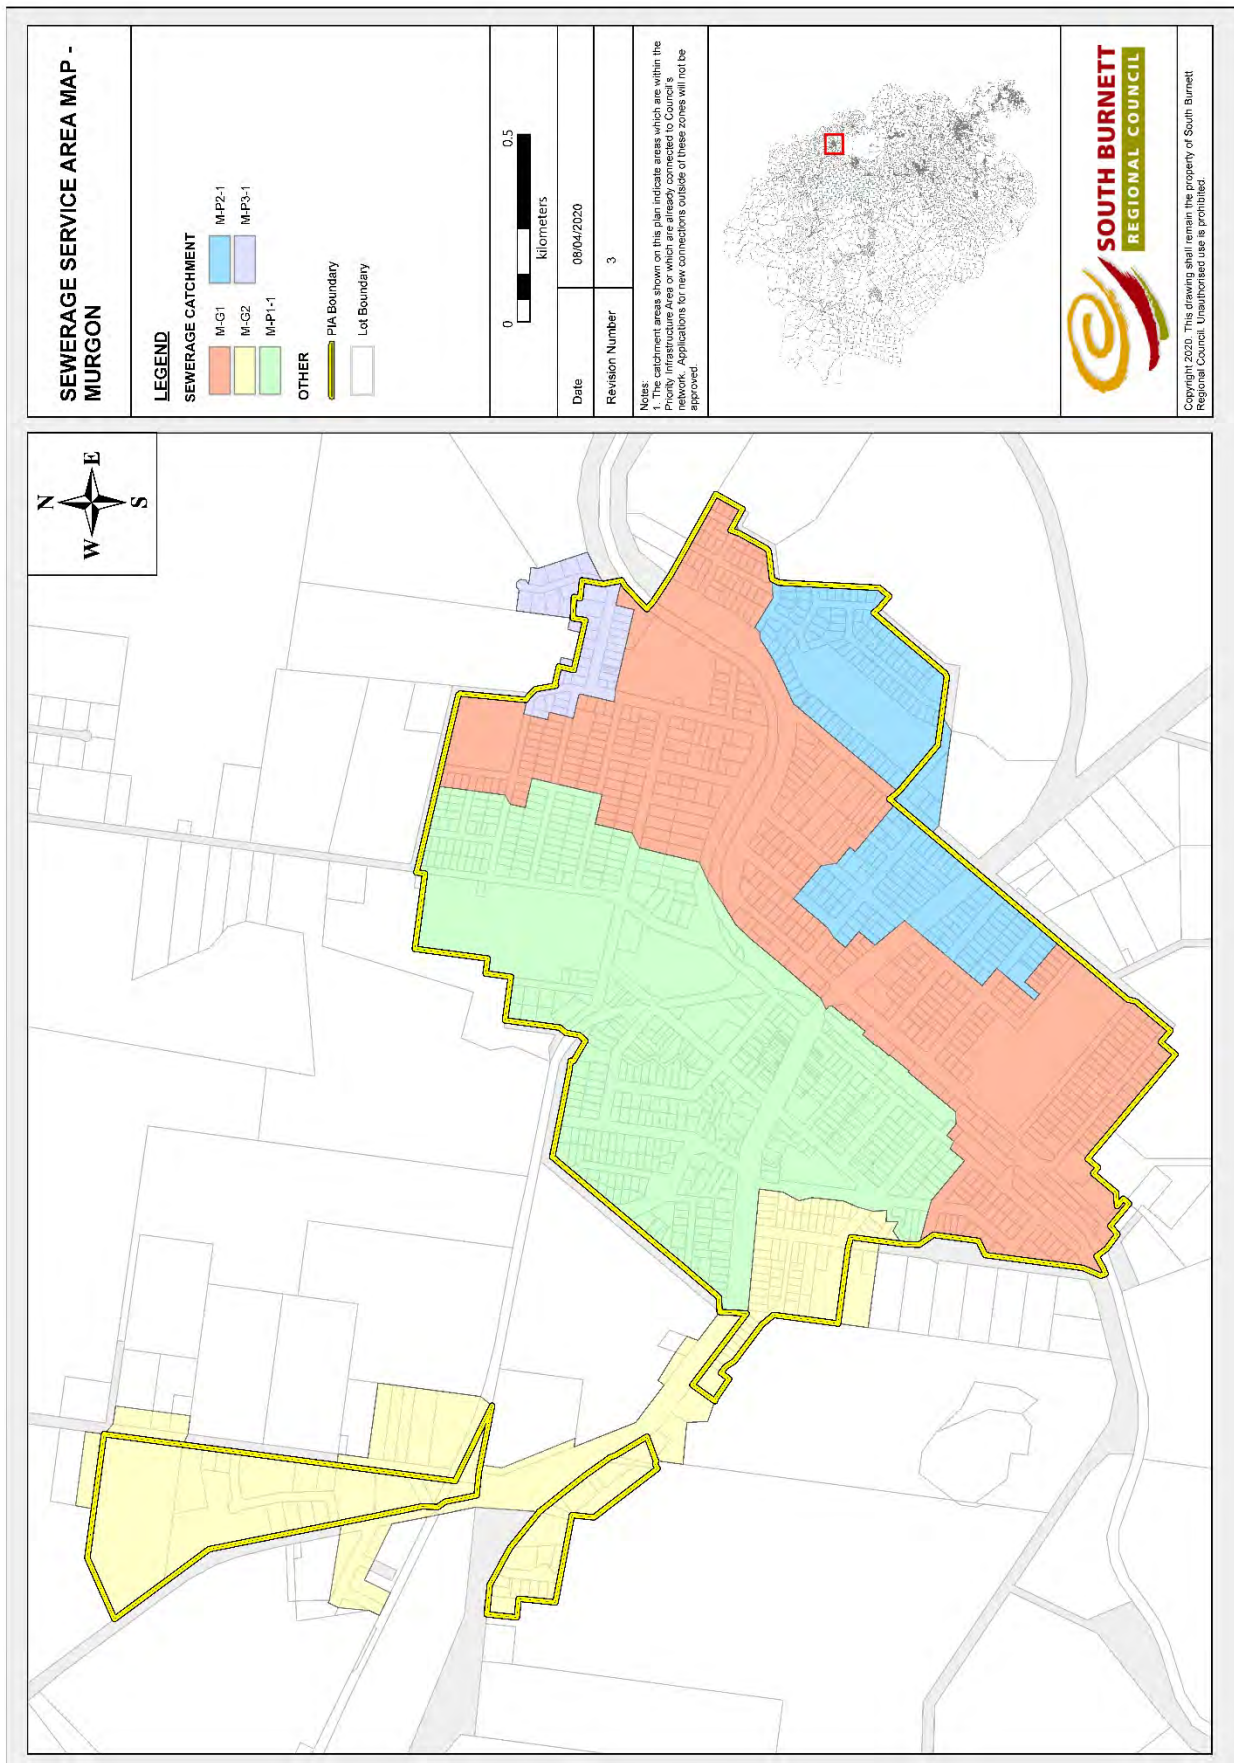 SEWERAGE SERVICE AREA MAP -
MURGON
LEGEND
SEWERAGE CATCHMENT
M-G1
M-G2
M-P1-1
M-P2-1
M-P3-1
OTHER
PIA Boundary
Lot Boundary
0
0.5
kilometers
Date
08/04/2020
Revision Number
3
Notes:
1. The catchment areas shown on this plan indicate areas which are within the
Priority Infrastructure Area or which are already connected to Council's
network. Applications for new connections outside of these zones will not be
approved.
SOUTH BURNETT
REGIONAL COUNCIL
Copyright 2020. This drawing shall remain the property of South Burnett
Regional Council. Unauthorised use is prohibited.
N
W
E
S